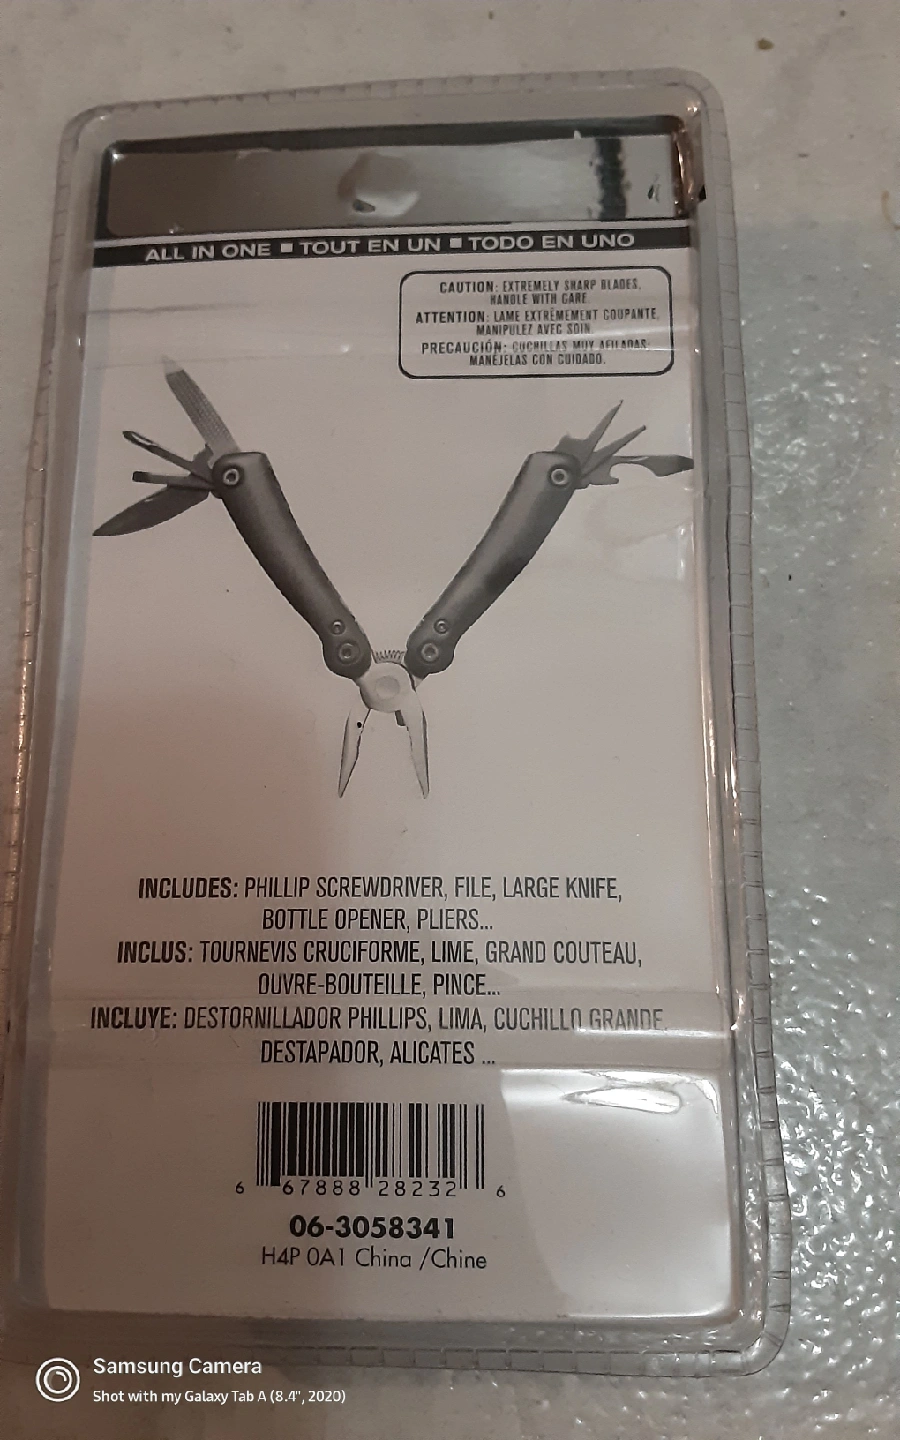 ALL IN ONE ■ TOUT EN UN ■ TODO EN UNO
CAUTION: EXTREMELY SHARP BLADES,
HANDLE WITH CARE.
ATTENTION: LAME EXTRÊMEMENT COUPANTE,
MANIPULEZ AVEC SOIN.
PRECAUCIÓN: CUCHILLAS MUY AFILADAS:
MANÉJELAS CON CUIDADO.
INCLUDES: PHILLIP SCREWDRIVER, FILE, LARGE KNIFE,
BOTTLE OPENER, PLIERS...
INCLUS: TOURNEVIS CRUCIFORME, LIME, GRAND COUTEAU,
OUVRE-BOUTEILLE, PINCE...
INCLUYE: DESTORNILLADOR PHILLIPS, LIMA, CUCHILLO GRANDE,
DESTAPADOR, ALICATES ...
6 67888 28232 6
06-3058341
H4P 0A1 China /Chine
Samsung Camera
Shot with my Galaxy Tab A (8.4", 2020)